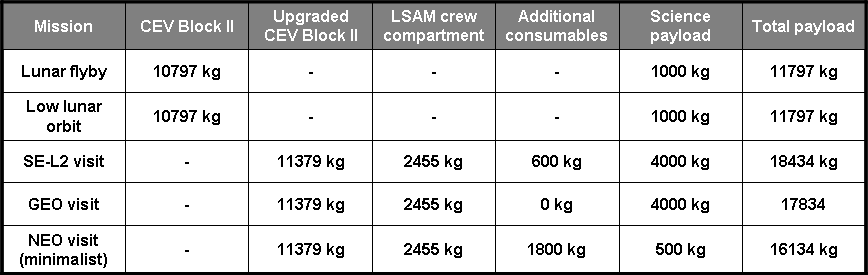 Mission CEV Block II Upgraded CEV Block II LSAM crew compartment Additional consumables Science payload Total payload
Lunar flyby 10797 kg - - - 1000 kg 11797 kg
Low lunar orbit 10797 kg - - - 1000 kg 11797 kg
SE-L2 visit - 11379 kg 2455 kg 600 kg 4000 kg 18434 kg
GEO visit - 11379 kg 2455 kg 0 kg 4000 kg 17834
NEO visit (minimalist) - 11379 kg 2455 kg 1800 kg 500 kg 16134 kg